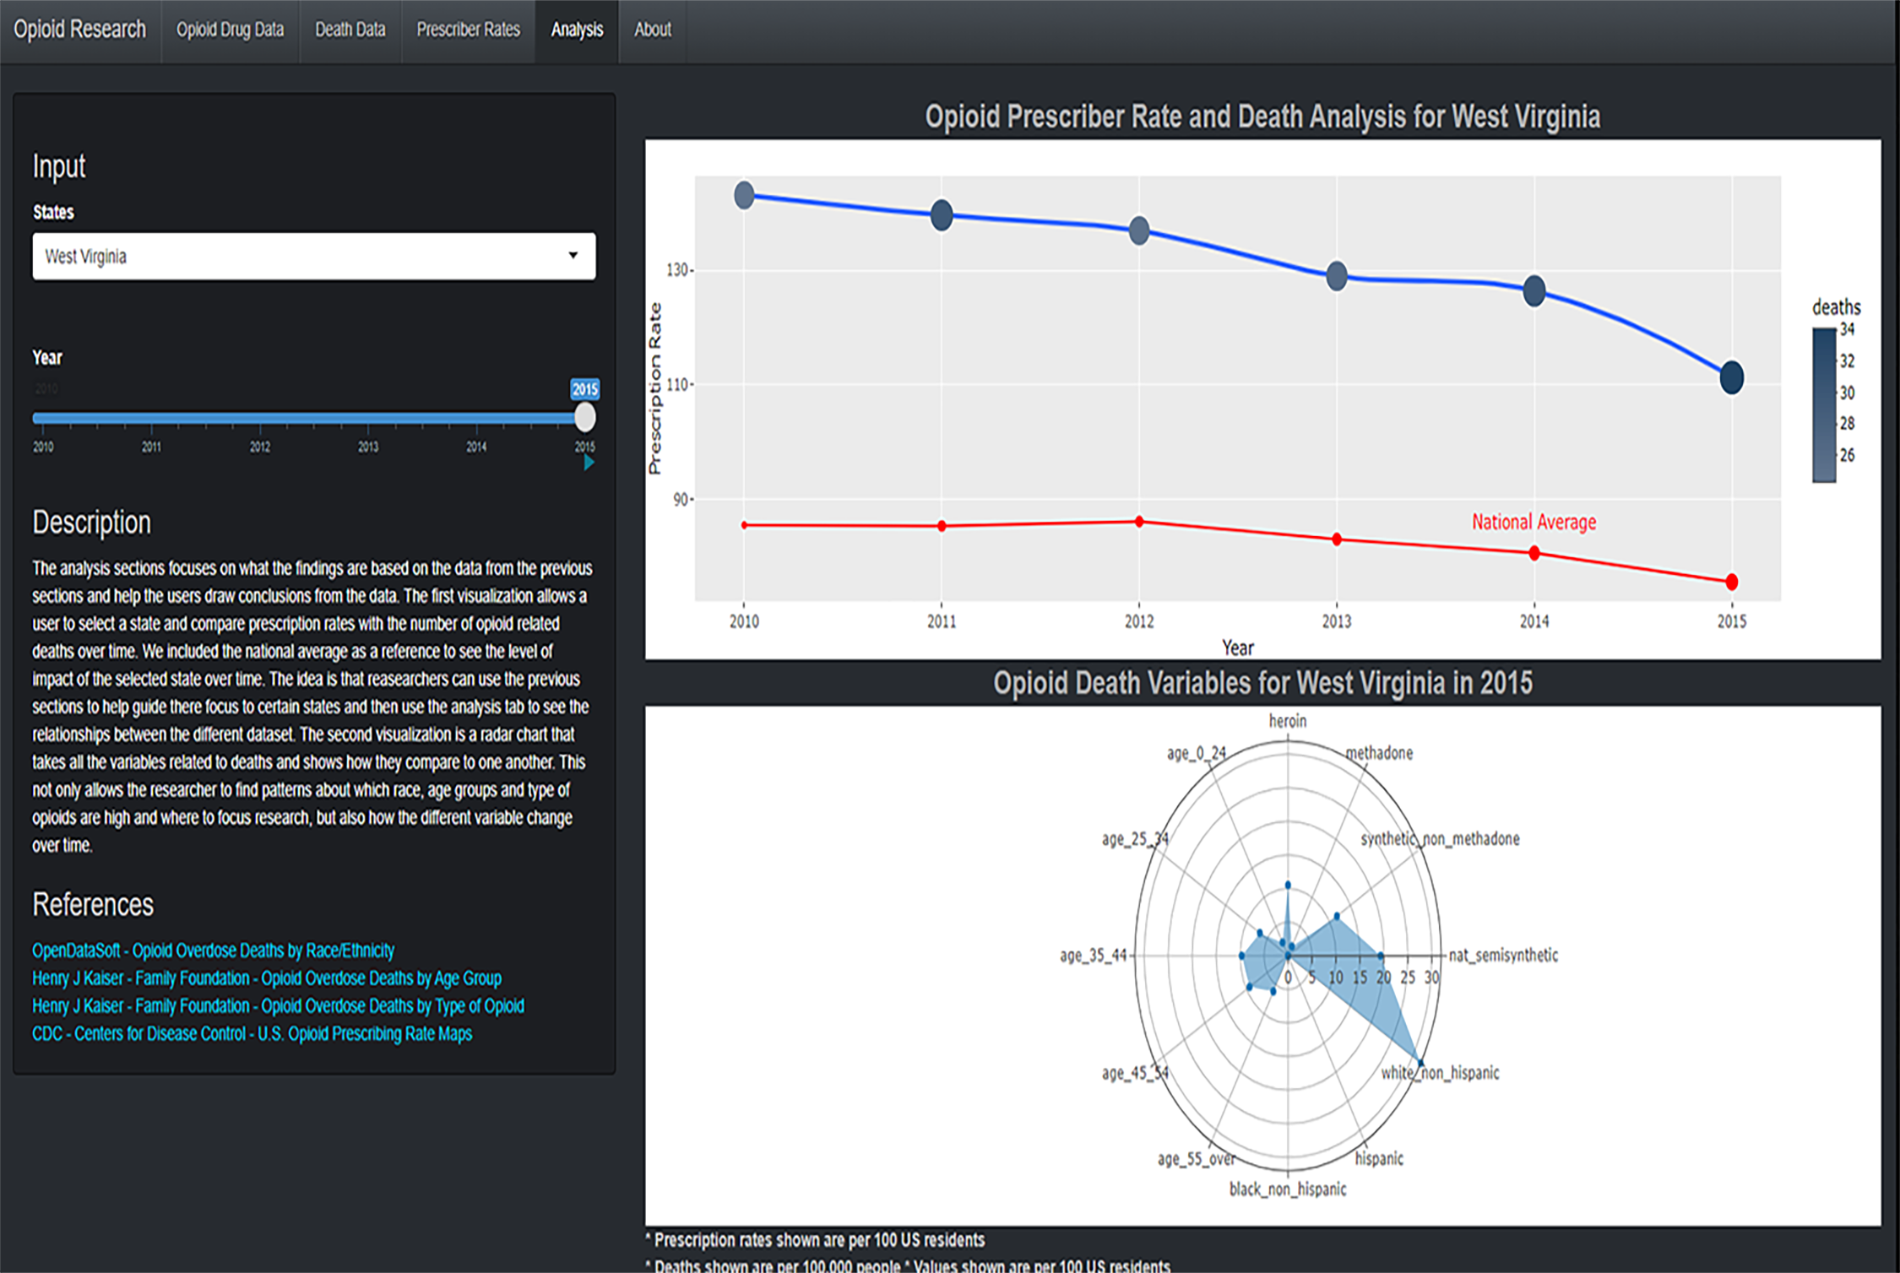 Opioid Research Opioid Drug Data Death Data Prescriber Rates Analysis About
Input
States
West Virginia
Year
2010
2015
2010 2011 2012 2013 2014 2015
Description
The analysis sections focuses on what the findings are based on the data from the previous
sections and help the users draw conclusions from the data. The first visualization allows a
user to select a state and compare prescription rates with the number of opioid related
deaths over time. We included the national average as a reference to see the level of
impact of the selected state over time. The idea is that reasearchers can use the previous
sections to help guide there focus to certain states and then use the analysis tab to see the
relationships between the different dataset. The second visualization is a radar chart that
takes all the variables related to deaths and shows how they compare to one another. This
not only allows the researcher to find patterns about which race, age groups and type of
opioids are high and where to focus research, but also how the different variable change
over time.
References
OpenDataSoft - Opioid Overdose Deaths by Race/Ethnicity
Henry J Kaiser - Family Foundation - Opioid Overdose Deaths by Age Group
Henry J Kaiser - Family Foundation - Opioid Overdose Deaths by Type of Opioid
CDC - Centers for Disease Control - U.S. Opioid Prescribing Rate Maps
Opioid Prescriber Rate and Death Analysis for West Virginia
Prescription Rate
130
110
90
National Average
2010 2011 2012 2013 2014 2015
Year
deaths
34
32
30
28
26
Opioid Death Variables for West Virginia in 2015
heroin
methadone
synthetic_non_methadone
nat_semisynthetic
white_non_hispanic
hispanic
black_non_hispanic
age_55_over
age_45_54
age_35_44
age_25_34
age_0_24
0 5 10 15 20 25 30
* Prescription rates shown are per 100 US residents
* Deaths shown are per 100,000 people * Values shown are per 100 US residents